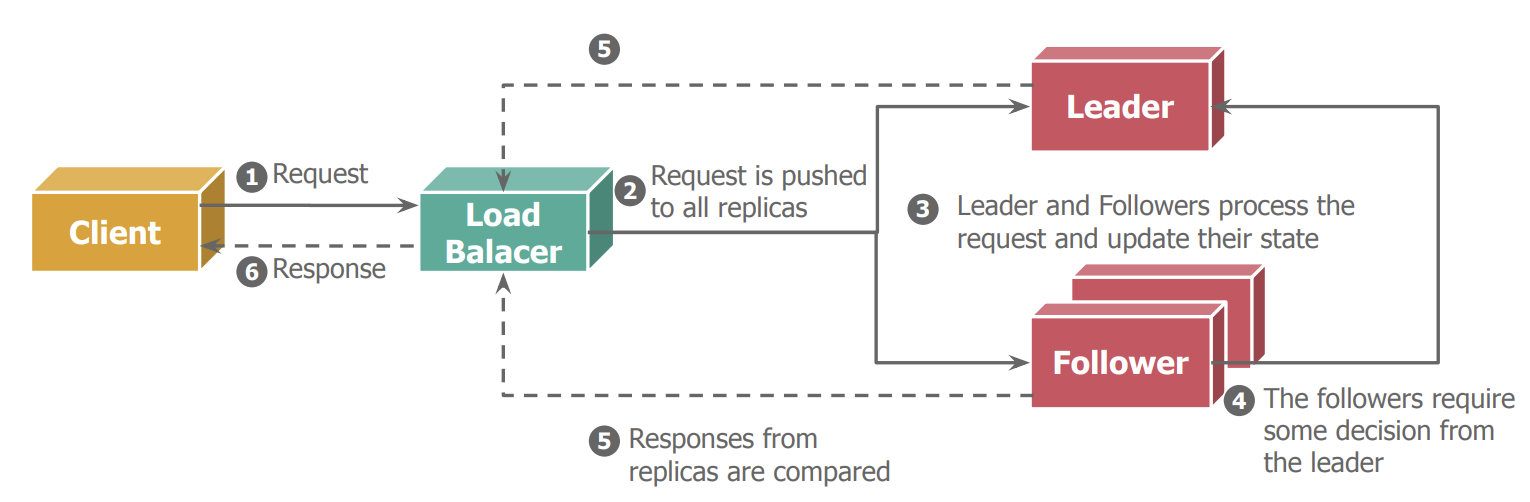 5
Leader
1 Request
2 Request is pushed
to all replicas
Client
Load
Balacer
3 Leader and Followers process the
request and update their state
6 Response
Follower
4 The followers require
some decision from
the leader
5 Responses from
replicas are compared